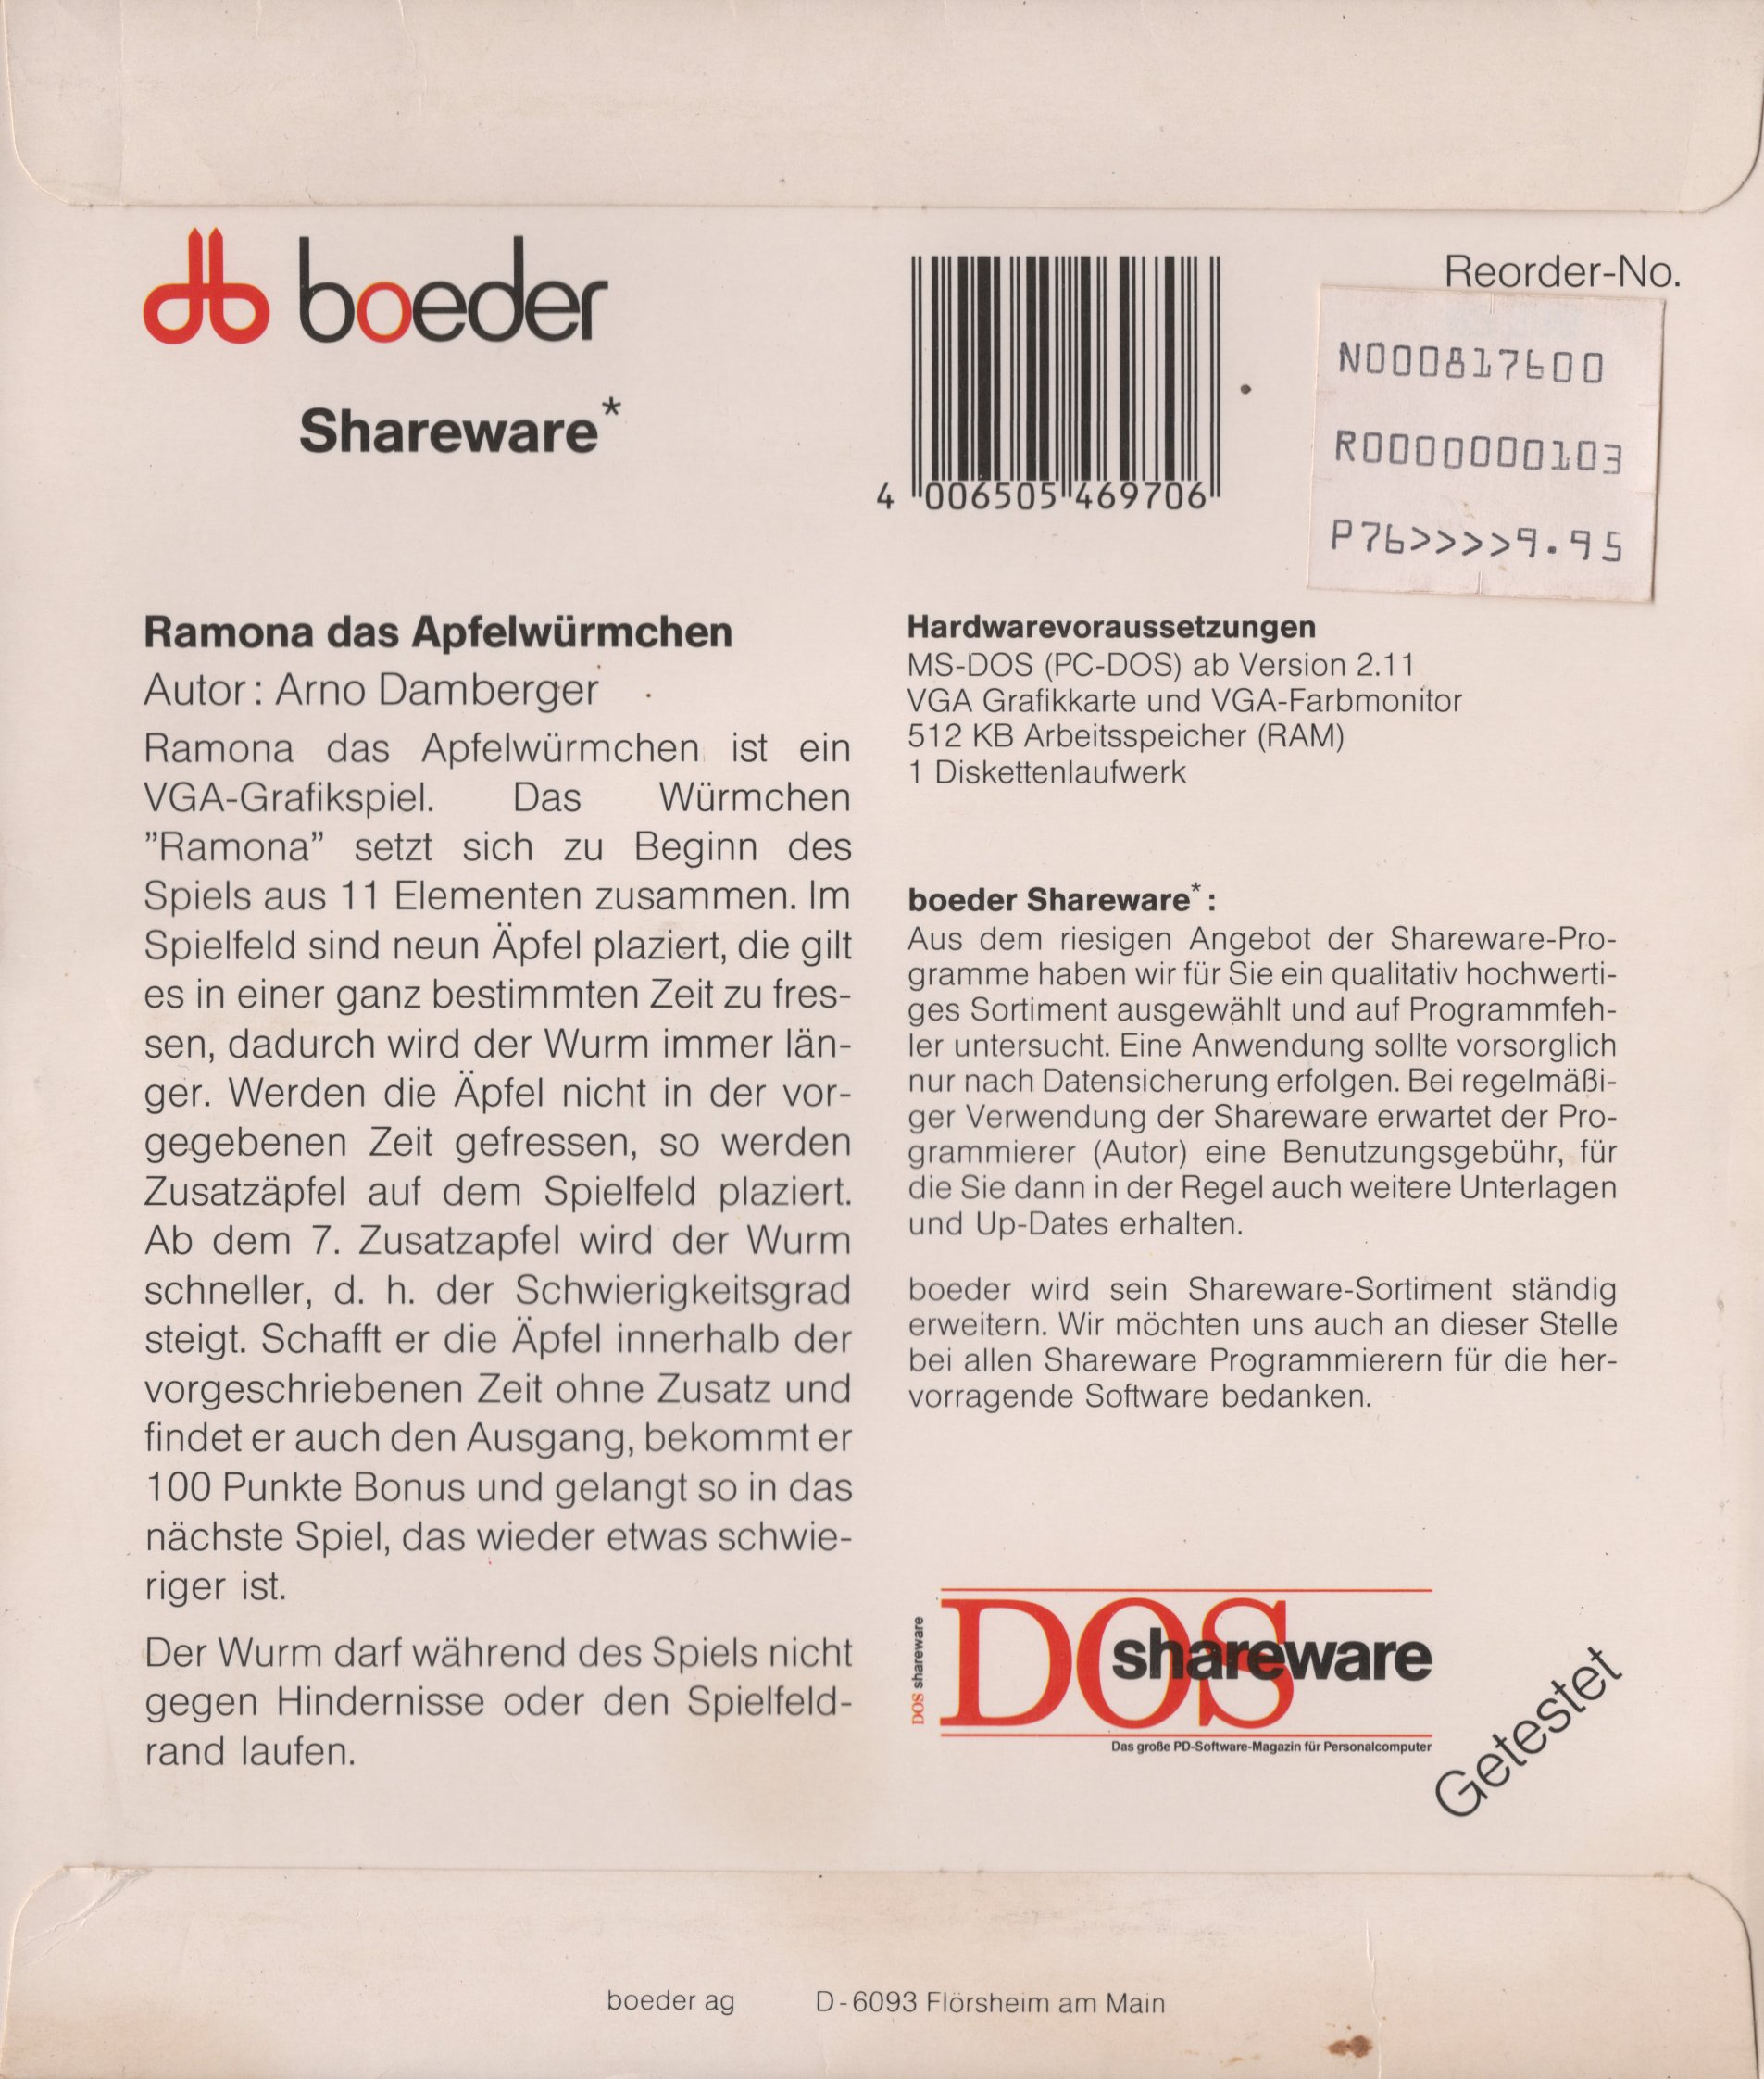 boeder
Shareware*
4 006505 469706
Reorder-No.
N000817600
R0000000103
P76>>>>9.95
Ramona das Apfelwürmchen
Autor: Arno Damberger
Ramona das Apfelwürmchen ist ein
VGA-Grafikspiel. Das Würmchen
"Ramona" setzt sich zu Beginn des
Spiels aus 11 Elementen zusammen. Im
Spielfeld sind neun Äpfel plaziert, die gilt
es in einer ganz bestimmten Zeit zu fres-
sen, dadurch wird der Wurm immer län-
ger. Werden die Äpfel nicht in der vor-
gegebenen Zeit gefressen, so werden
Zusatzäpfel auf dem Spielfeld plaziert.
Ab dem 7. Zusatzapfel wird der Wurm
schneller, d. h. der Schwierigkeitsgrad
steigt. Schafft er die Äpfel innerhalb der
vorgeschriebenen Zeit ohne Zusatz und
findet er auch den Ausgang, bekommt er
100 Punkte Bonus und gelangt so in das
nächste Spiel, das wieder etwas schwie-
riger ist.
Der Wurm darf während des Spiels nicht
gegen Hindernisse oder den Spielfeld-
rand laufen.
Hardwarevoraussetzungen
MS-DOS (PC-DOS) ab Version 2.11
VGA Grafikkarte und VGA-Farbmonitor
512 KB Arbeitsspeicher (RAM)
1 Diskettenlaufwerk
boeder Shareware*:
Aus dem riesigen Angebot der Shareware-Pro-
gramme haben wir für Sie ein qualitativ hochwerti-
ges Sortiment ausgewählt und auf Programmfeh-
ler untersucht. Eine Anwendung sollte vorsorglich
nur nach Datensicherung erfolgen. Bei regelmäßi-
ger Verwendung der Shareware erwartet der Pro-
grammierer (Autor) eine Benutzungsgebühr, für
die Sie dann in der Regel auch weitere Unterlagen
und Up-Dates erhalten.
boeder wird sein Shareware-Sortiment ständig
erweitern. Wir möchten uns auch an dieser Stelle
bei allen Shareware Programmierern für die her-
vorragende Software bedanken.
DOS shareware
DOS shareware
Das große PD-Software-Magazin für Personalcomputer
Getestet
boeder ag D-6093 Flörsheim am Main